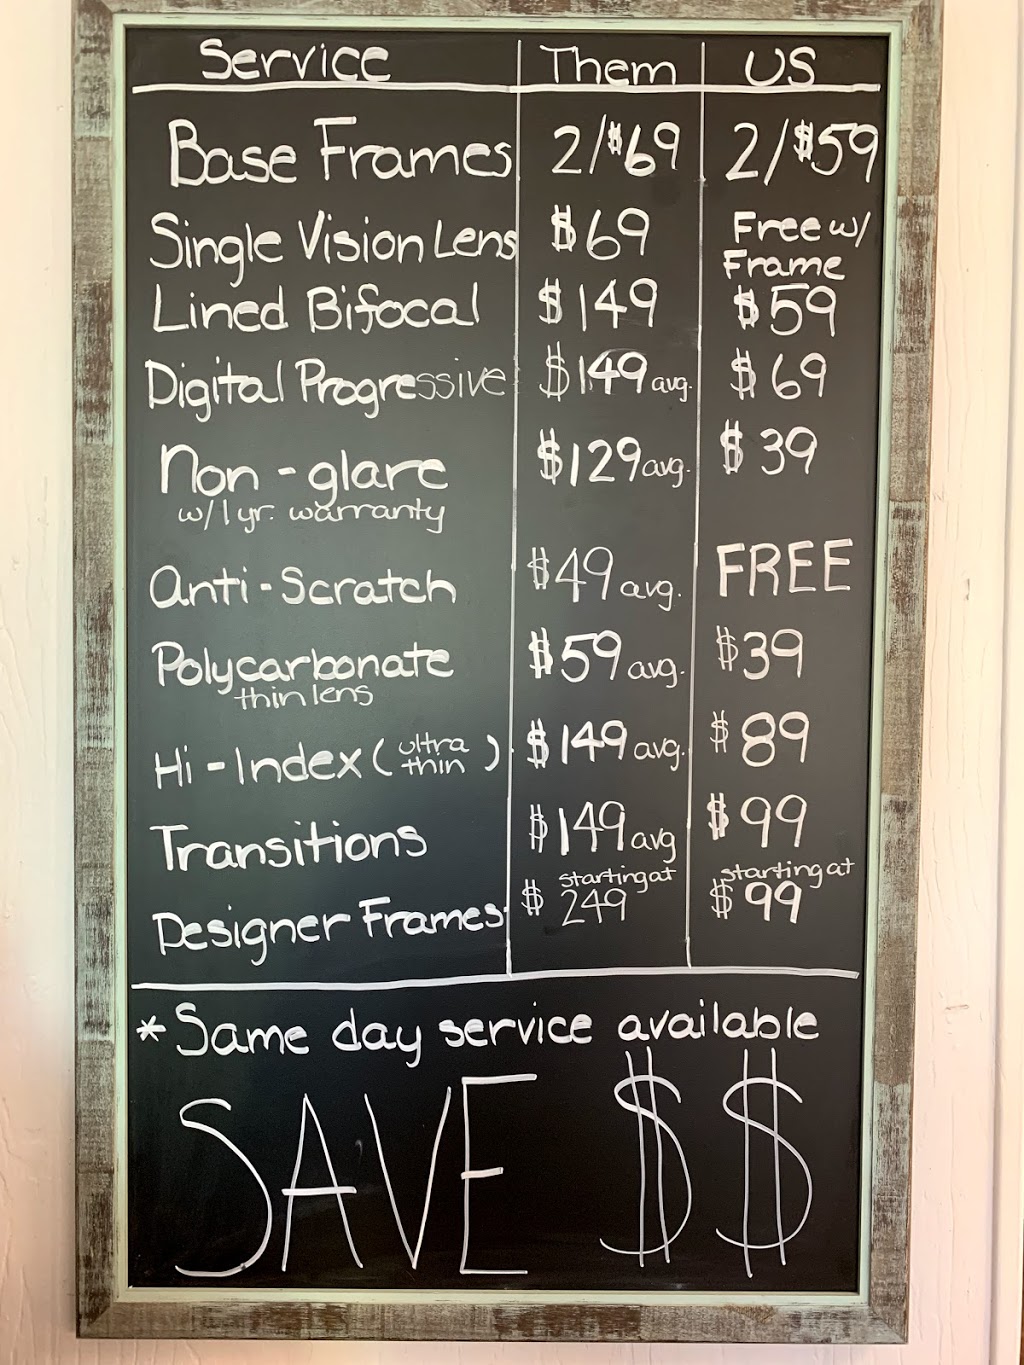 Service Them US
Base Frames 2/$69 2/$59
Single Vision Lens $69 Free w/ Frame
Lined Bifocal $149 $59
Digital Progressive $149 avg. $69
Non-glare $129 avg. $39
w/1 yr. warranty
Anti-Scratch $49 avg. FREE
Polycarbonate $59 avg. $39
thin lens
Hi-Index (ultra thin) $149 avg. $89
Transitions $149 avg $99
Designer Frames starting at $249 starting at $99
* Same day service available
SAVE $$